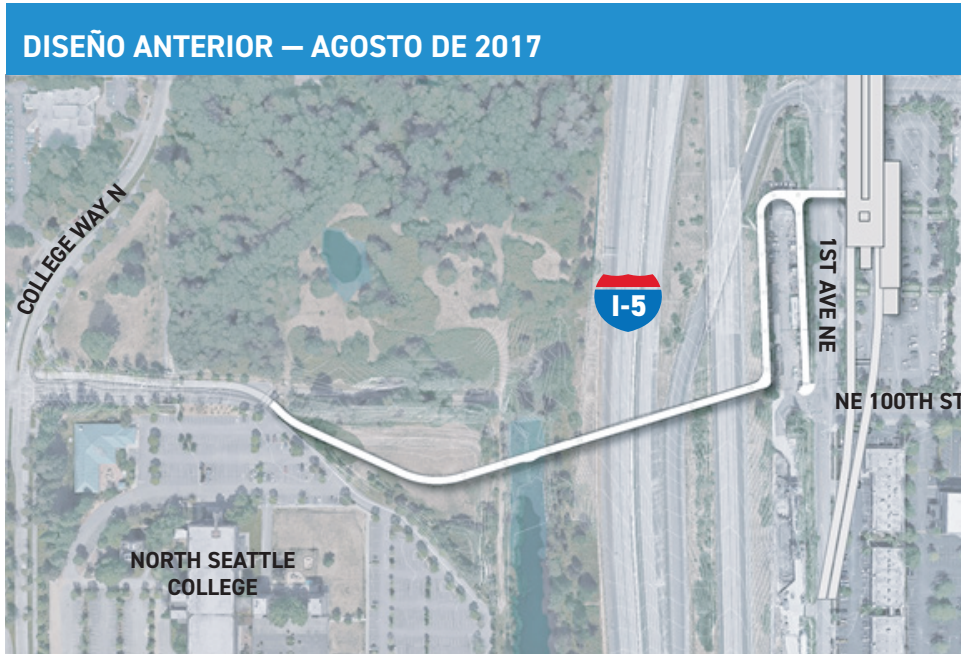 DISEÑO ANTERIOR — AGOSTO DE 2017
COLLEGE WAY N
I-5
1ST AVE NE
NE 100TH ST
NORTH SEATTLE
COLLEGE